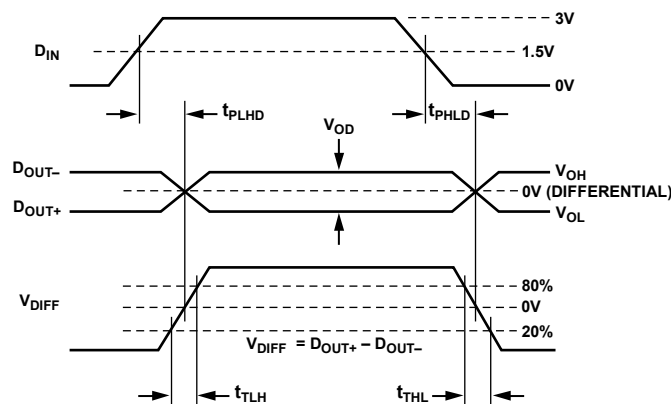 3V
D_IN
1.5V
0V
t_PLHD
t_PHLD
V_OD
D_OUT–
V_OH
0V (DIFFERENTIAL)
D_OUT+
V_OL
80%
V_DIFF
0V
20%
V_DIFF = D_OUT+ – D_OUT–
t_TLH
t_THL